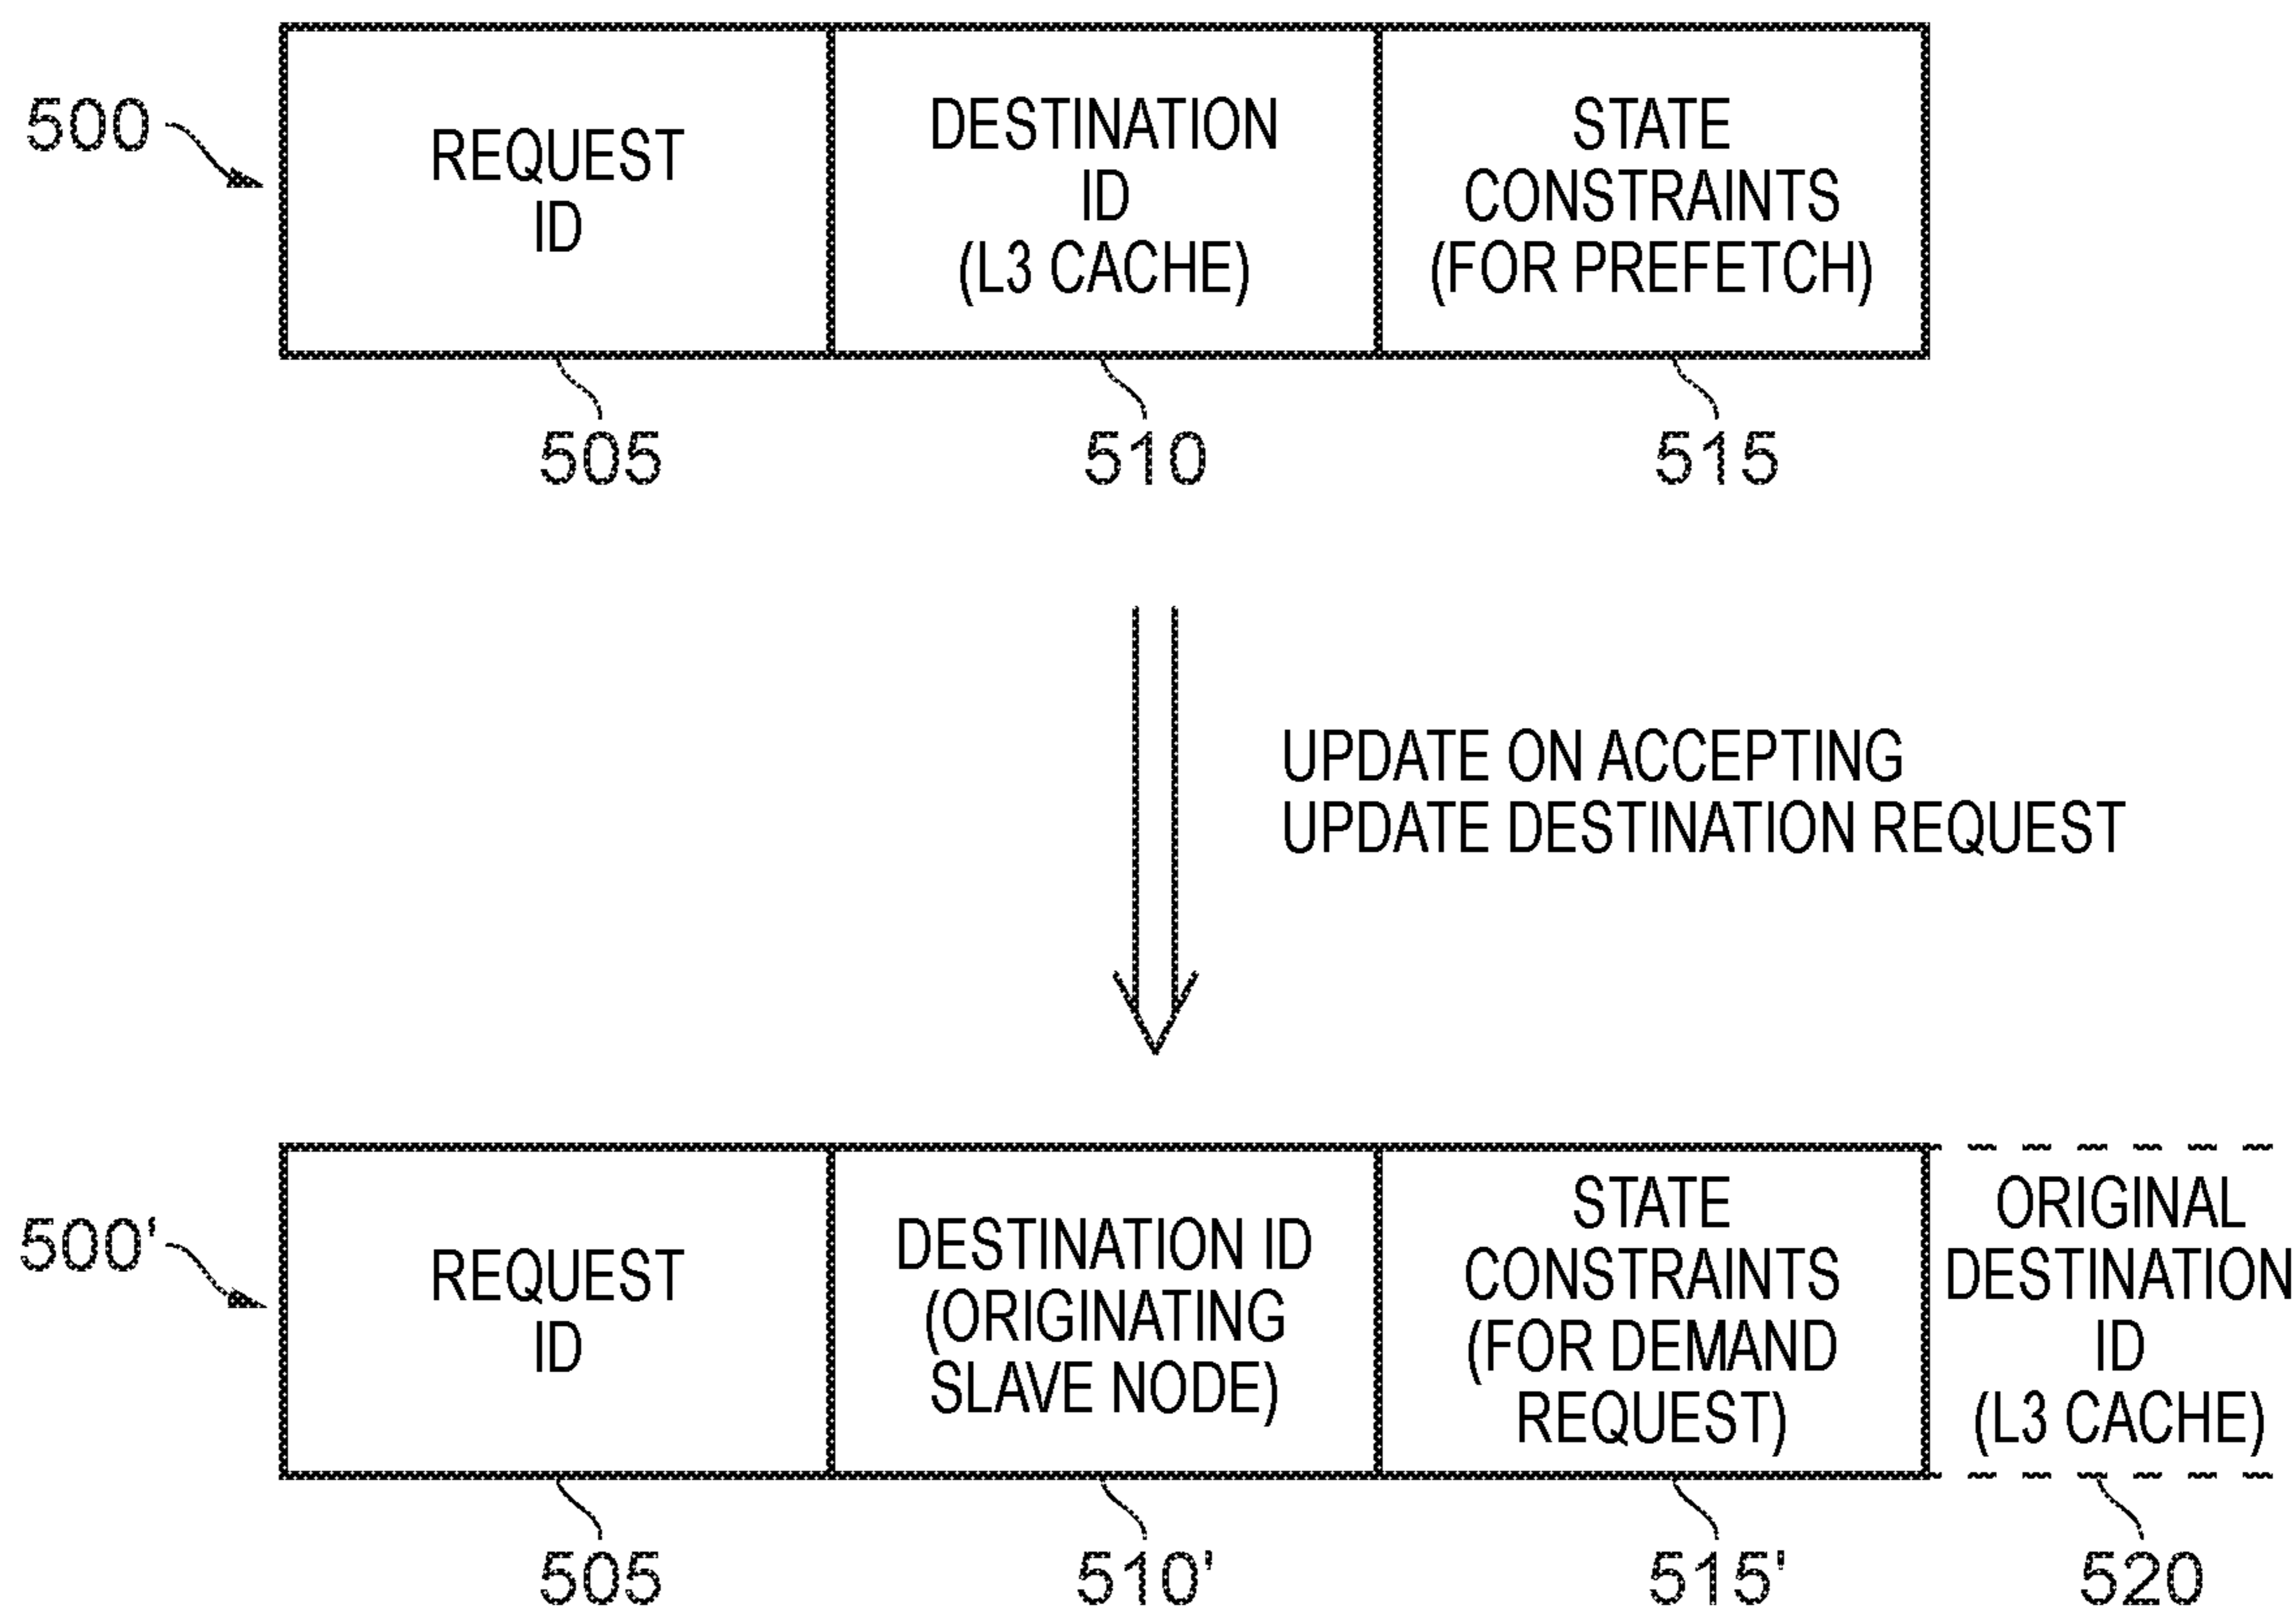 500
REQUEST
ID
DESTINATION
ID
(L3 CACHE)
STATE
CONSTRAINTS
(FOR PREFETCH)
505
510
515
UPDATE ON ACCEPTING
UPDATE DESTINATION REQUEST
500'
REQUEST
ID
DESTINATION ID
(ORIGINATING
SLAVE NODE)
STATE
CONSTRAINTS
(FOR DEMAND
REQUEST)
ORIGINAL
DESTINATION
ID
(L3 CACHE)
505
510'
515'
520